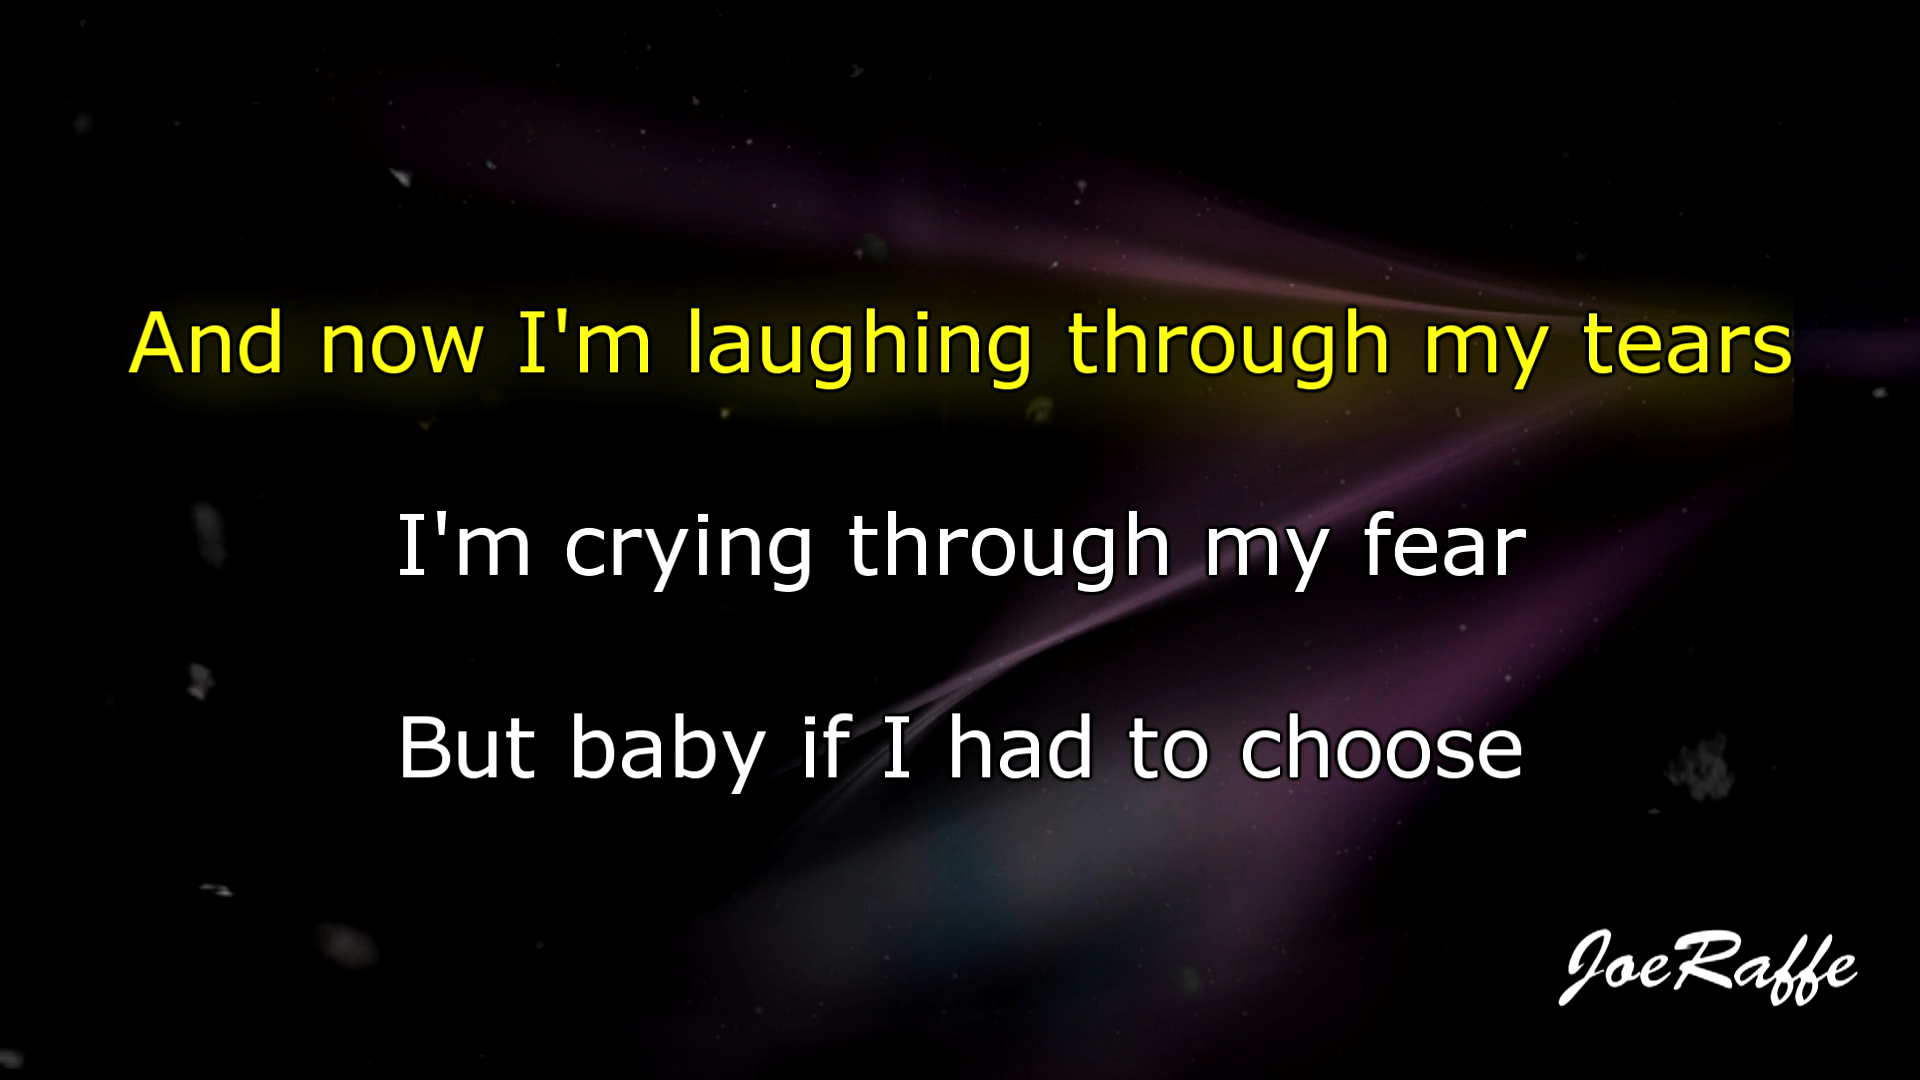 And now I'm laughing through my tears
I'm crying through my fear
But baby if I had to choose
JoeRaffe